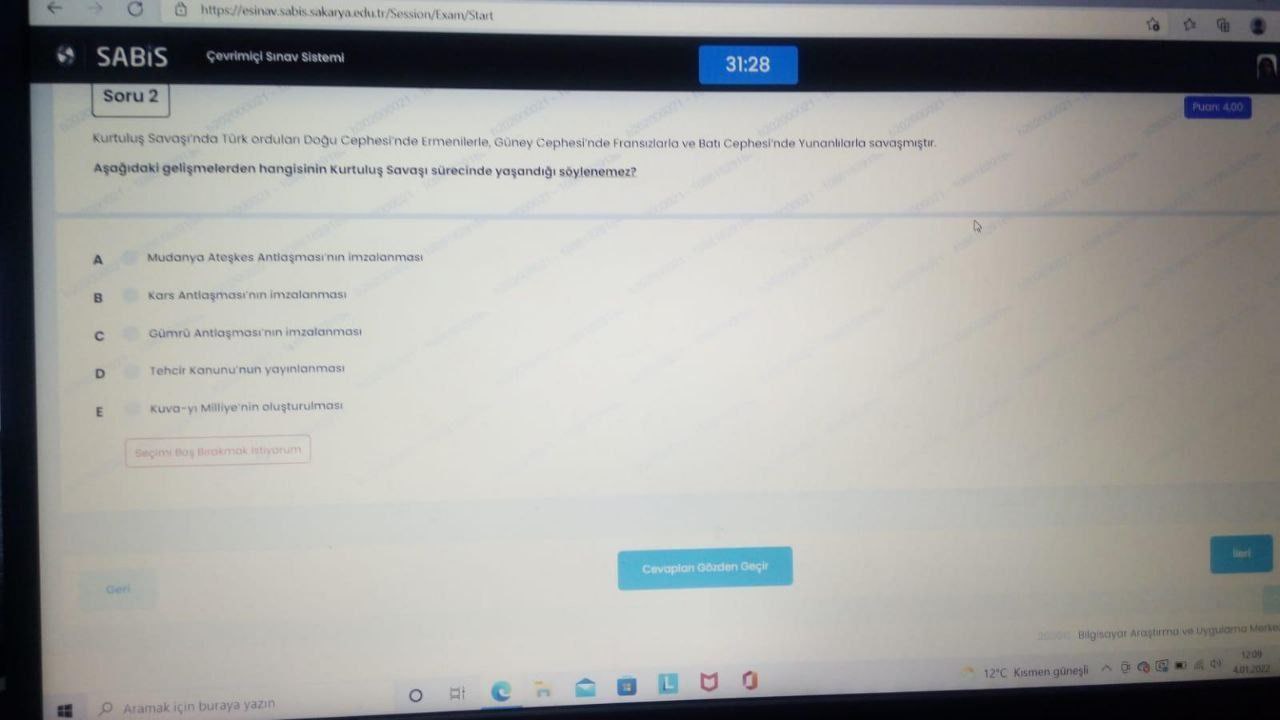 https://esinav.sabis.sakarya.edu.tr/Session/Exam/Start
SABİS Çevrimiçi Sınav Sistemi 31:28
Soru 2
Puan: 4,00
Kurtuluş Savaşı'nda Türk orduları Doğu Cephesi'nde Ermenilerle, Güney Cephesi'nde Fransızlarla ve Batı Cephesi'nde Yunanlılarla savaşmıştır.
Aşağıdaki gelişmelerden hangisinin Kurtuluş Savaşı sürecinde yaşandığı söylenemez?
A Mudanya Ateşkes Antlaşması'nın imzalanması
B Kars Antlaşması'nın imzalanması
C Gümrü Antlaşması'nın imzalanması
D Tehcir Kanunu'nun yayınlanması
E Kuva-yı Milliye'nin oluşturulması
Seçimi Boş Bırakmak İstiyorum
Geri
Cevapları Gözden Geçir
İleri
Bilgisayar Araştırma ve Uygulama Merke
Aramak için buraya yazın
12°C Kısmen güneşli
12:09
4.01.2022